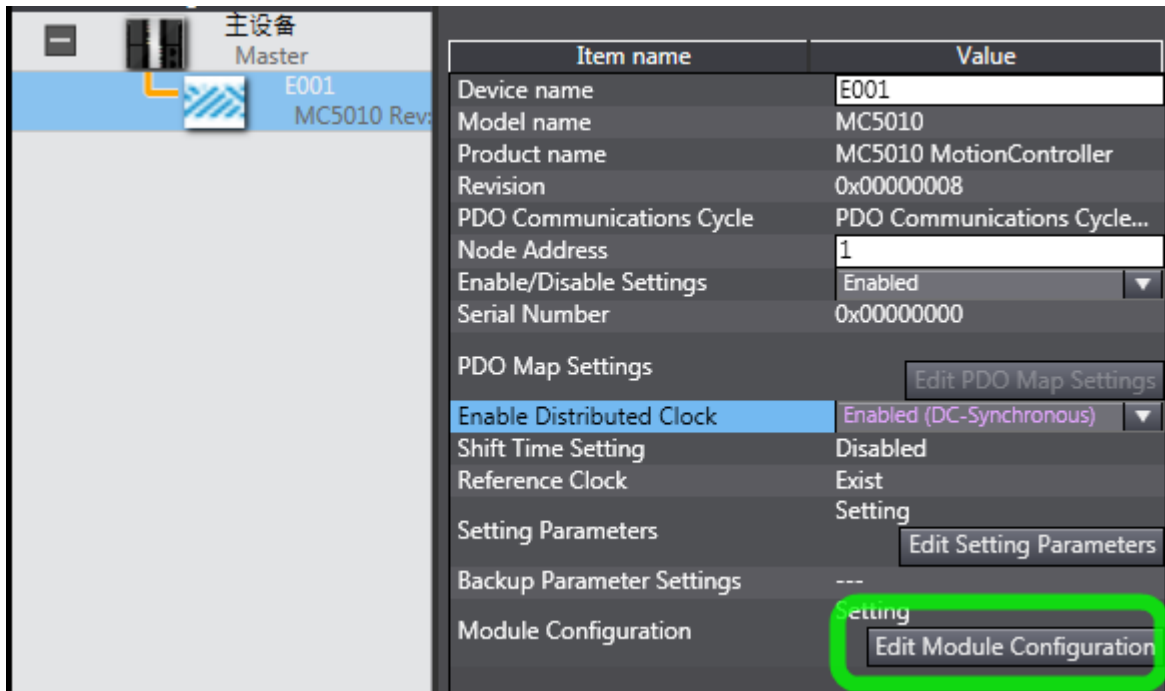 主设备
Master
E001
MC5010 Rev:
Item name Value
Device name E001
Model name MC5010
Product name MC5010 MotionController
Revision 0x00000008
PDO Communications Cycle PDO Communications Cycle...
Node Address 1
Enable/Disable Settings Enabled
Serial Number 0x00000000
PDO Map Settings
Edit PDO Map Settings
Enable Distributed Clock Enabled (DC-Synchronous)
Shift Time Setting Disabled
Reference Clock Exist
Setting
Setting Parameters
Edit Setting Parameters
Backup Parameter Settings ---
Setting
Module Configuration
Edit Module Configuration